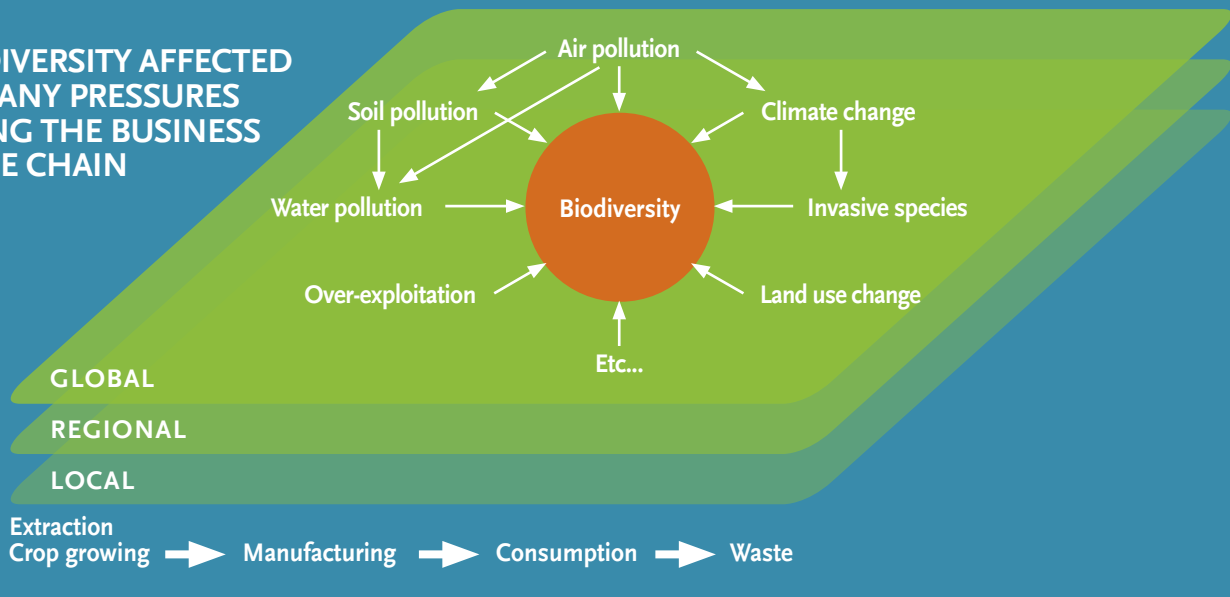 DIVERSITY AFFECTED
ANY PRESSURES
NG THE BUSINESS
E CHAIN
Air pollution
Soil pollution
Climate change
Water pollution
Biodiversity
Invasive species
Over-exploitation
Land use change
Etc...
GLOBAL
REGIONAL
LOCAL
Extraction
Crop growing
Manufacturing
Consumption
Waste